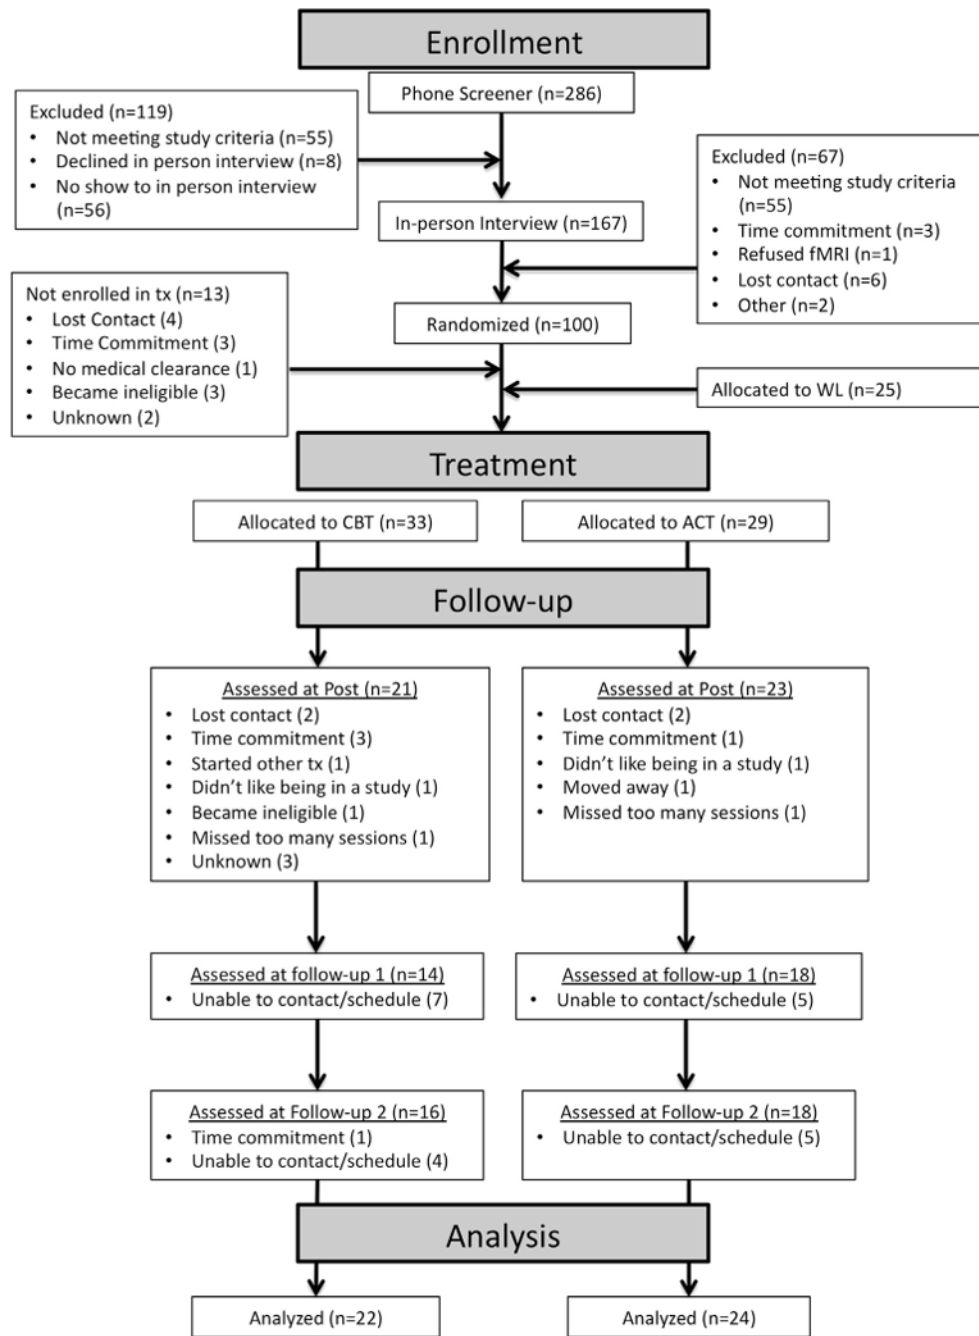 Enrollment
Phone Screener (n=286)
Excluded (n=119)
• Not meeting study criteria (n=55)
• Declined in person interview (n=8)
• No show to in person interview
(n=56)
Excluded (n=67)
• Not meeting study criteria
(n=55)
• Time commitment (n=3)
• Refused fMRI (n=1)
• Lost contact (n=6)
• Other (n=2)
In-person Interview (n=167)
Not enrolled in tx (n=13)
• Lost Contact (4)
• Time Commitment (3)
• No medical clearance (1)
• Became ineligible (3)
• Unknown (2)
Randomized (n=100)
Allocated to WL (n=25)
Treatment
Allocated to CBT (n=33)
Allocated to ACT (n=29)
Follow-up
Assessed at Post (n=21)
• Lost contact (2)
• Time commitment (3)
• Started other tx (1)
• Didn't like being in a study (1)
• Became ineligible (1)
• Missed too many sessions (1)
• Unknown (3)
Assessed at Post (n=23)
• Lost contact (2)
• Time commitment (1)
• Didn't like being in a study (1)
• Moved away (1)
• Missed too many sessions (1)
Assessed at follow-up 1 (n=14)
• Unable to contact/schedule (7)
Assessed at follow-up 1 (n=18)
• Unable to contact/schedule (5)
Assessed at Follow-up 2 (n=16)
• Time commitment (1)
• Unable to contact/schedule (4)
Assessed at Follow-up 2 (n=18)
• Unable to contact/schedule (5)
Analysis
Analyzed (n=22)
Analyzed (n=24)